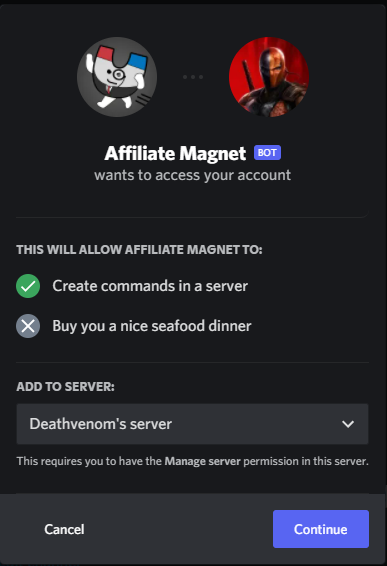 Affiliate Magnet BOT
wants to access your account
THIS WILL ALLOW AFFILIATE MAGNET TO:
Create commands in a server
Buy you a nice seafood dinner
ADD TO SERVER:
Deathvenom's server
This requires you to have the Manage server permission in this server.
Cancel Continue